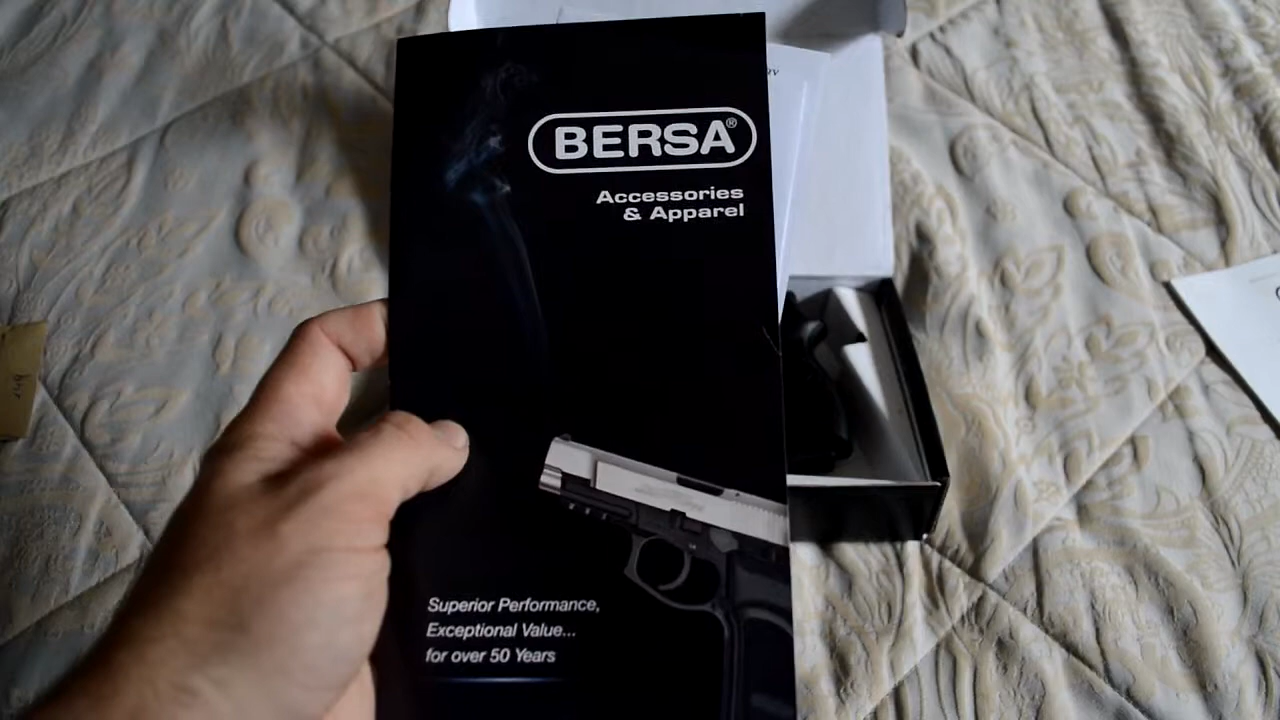 BERSA®
Accessories
& Apparel
Superior Performance,
Exceptional Value...
for over 50 Years